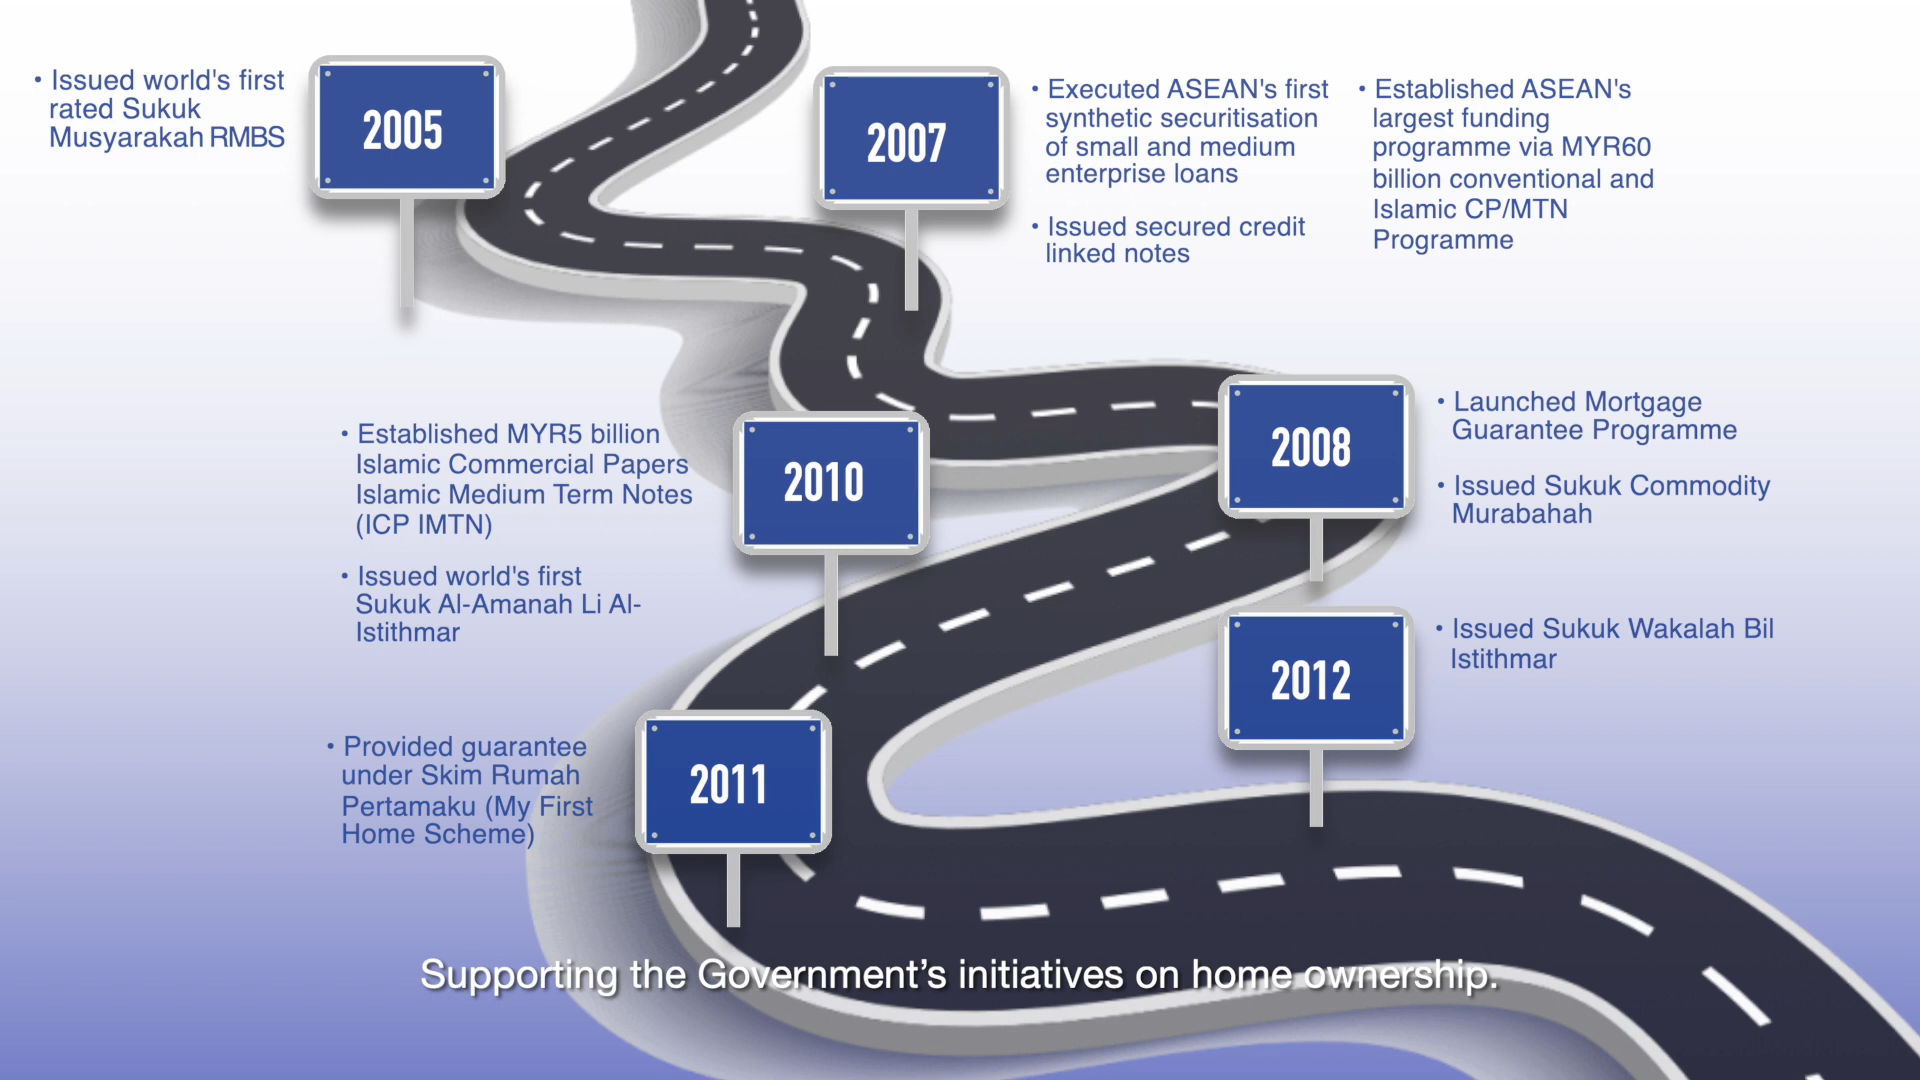 • Issued world's first
rated Sukuk
Musyarakah RMBS
2005
2007
• Executed ASEAN's first
synthetic securitisation
of small and medium
enterprise loans
• Issued secured credit
linked notes
• Established ASEAN's
largest funding
programme via MYR60
billion conventional and
Islamic CP/MTN
Programme
2008
• Launched Mortgage
Guarantee Programme
• Issued Sukuk Commodity
Murabahah
• Established MYR5 billion
Islamic Commercial Papers
Islamic Medium Term Notes
(ICP IMTN)
• Issued world's first
Sukuk Al-Amanah Li Al-
Istithmar
2010
2012
• Issued Sukuk Wakalah Bil
Istithmar
• Provided guarantee
under Skim Rumah
Pertamaku (My First
Home Scheme)
2011
Supporting the Government’s initiatives on home ownership.